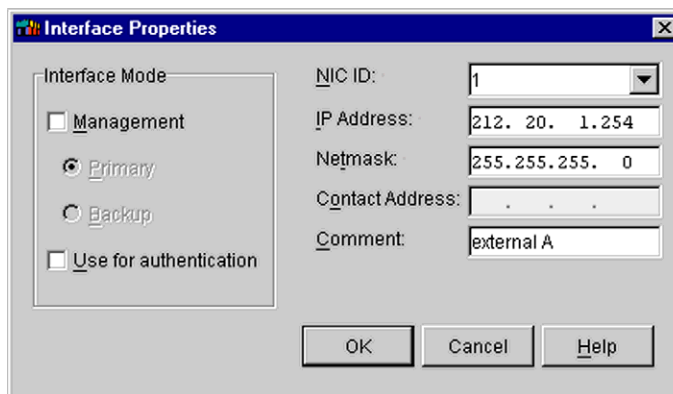 Interface Properties
Interface Mode
Management
Primary
Backup
Use for authentication
NIC ID: 1
IP Address: 212. 20. 1.254
Netmask: 255.255.255. 0
Contact Address: . . .
Comment: external A
OK Cancel Help